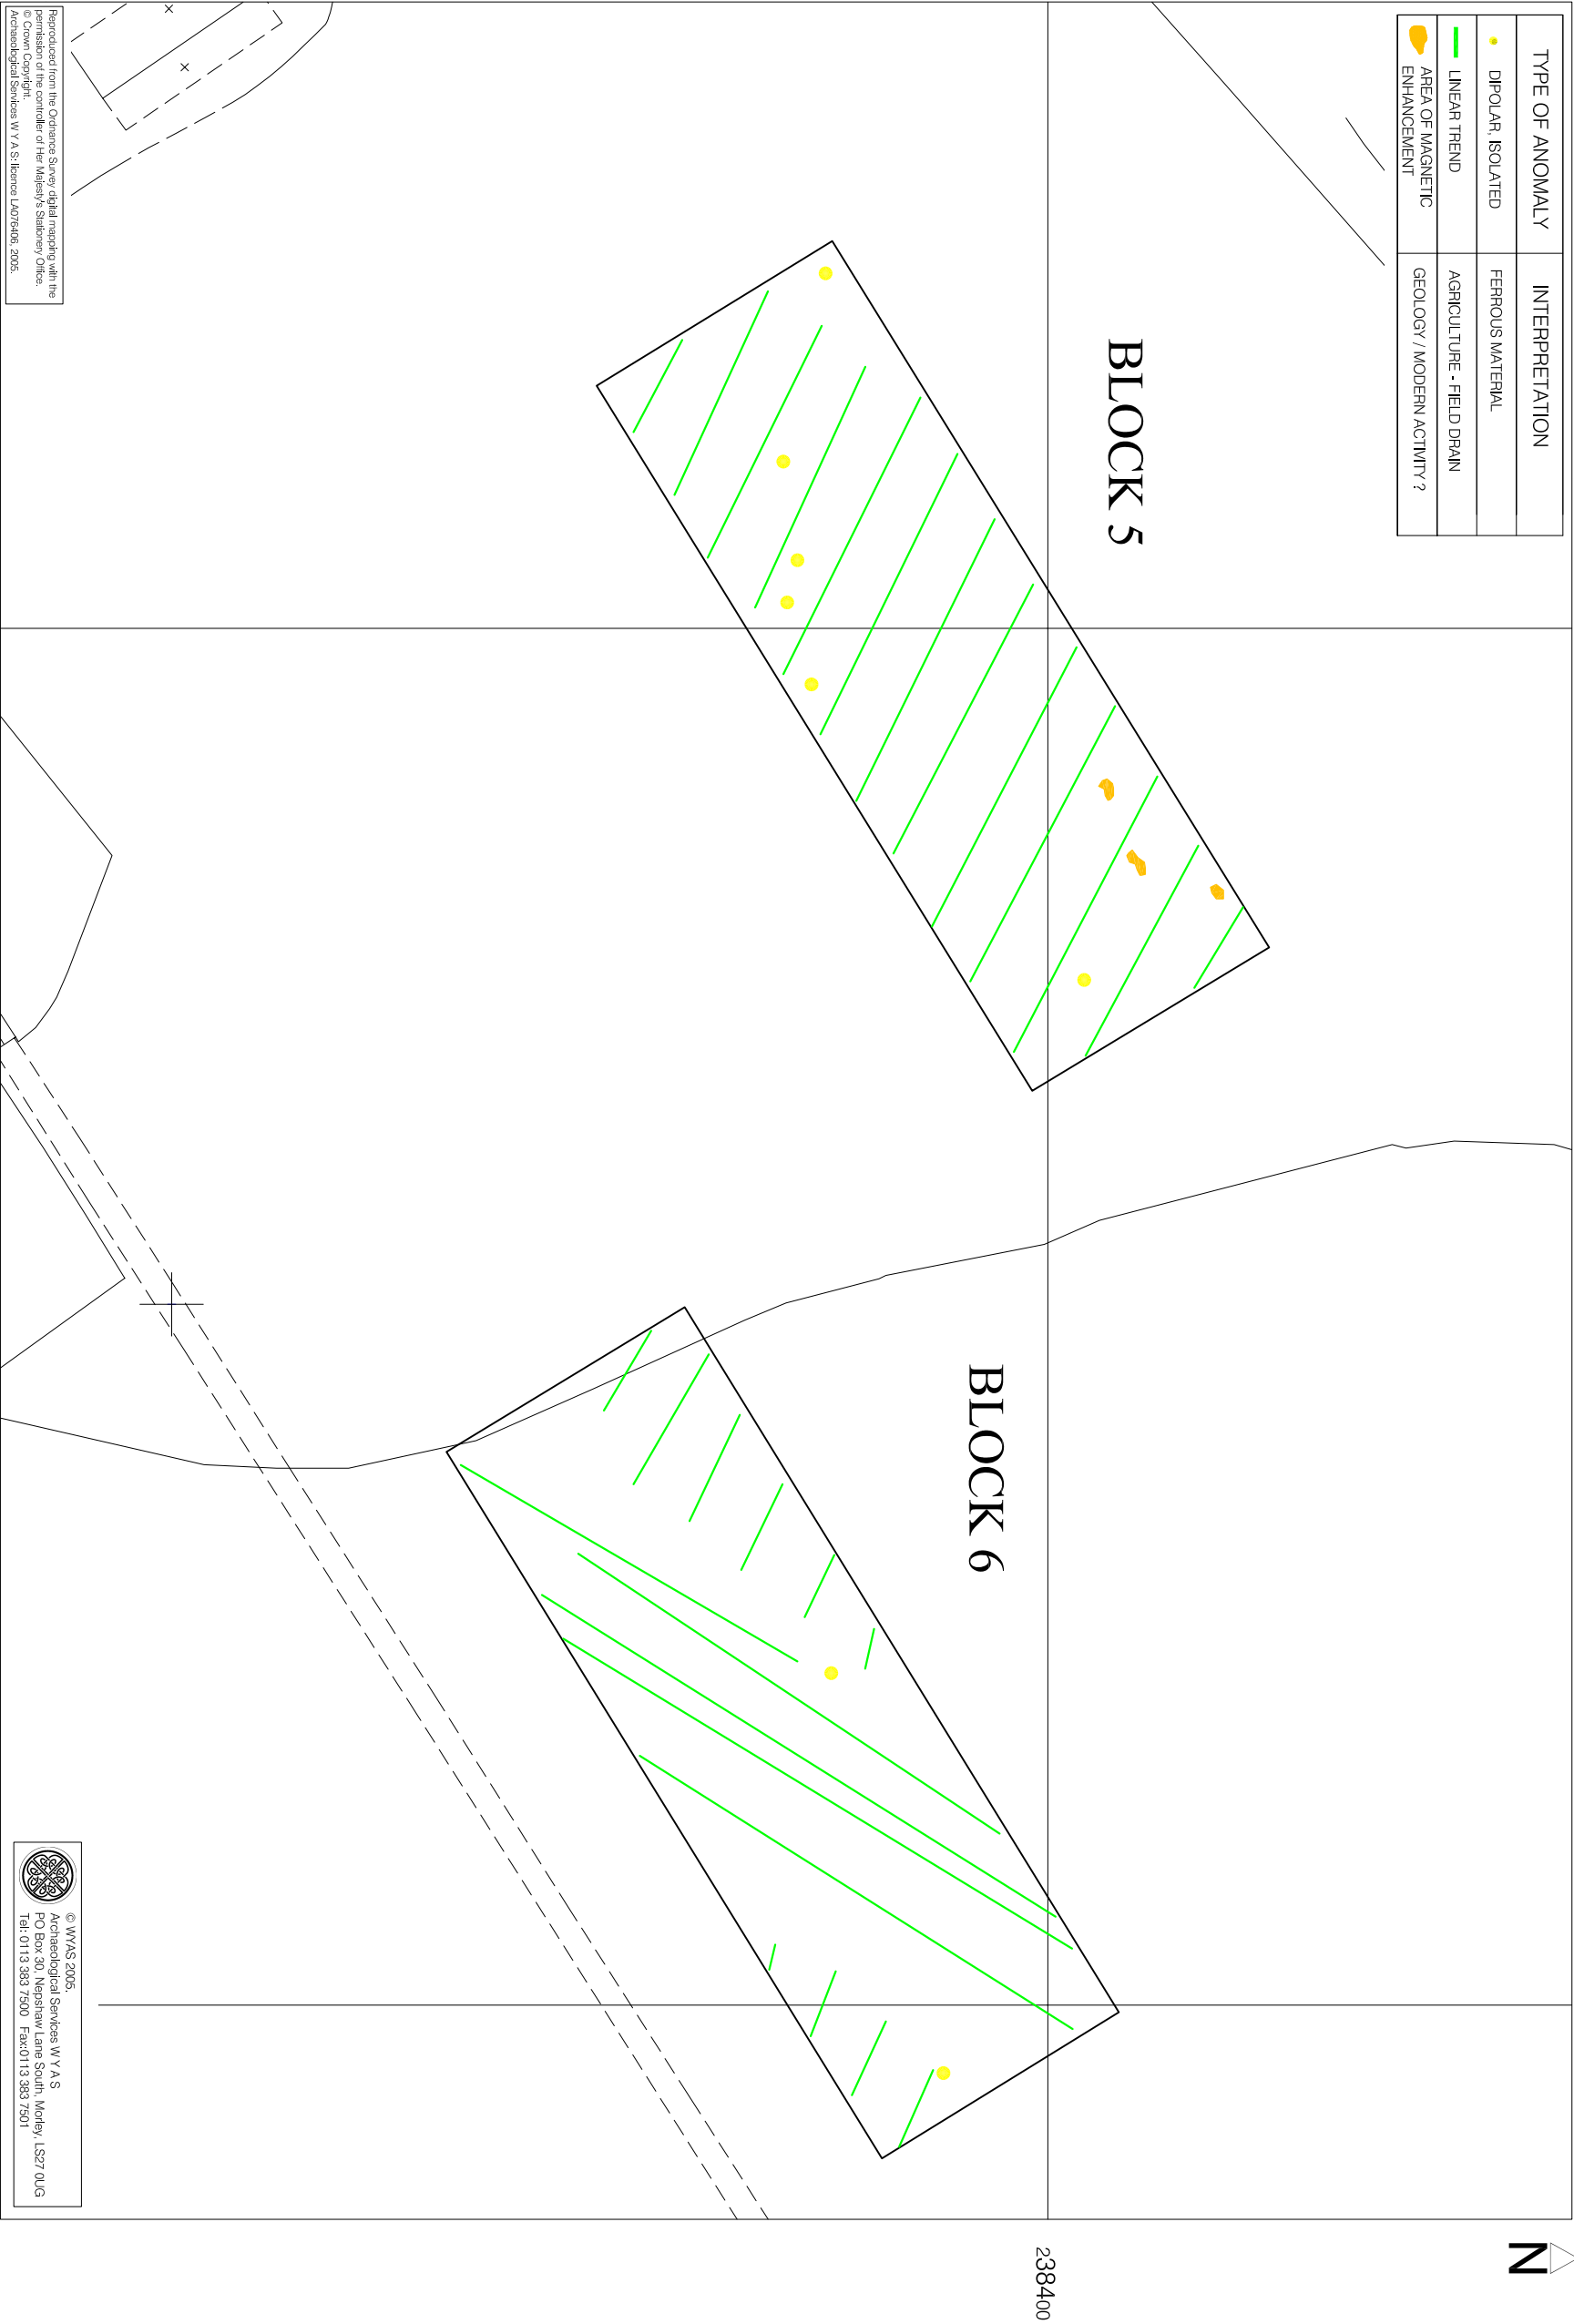 TYPE OF ANOMALY INTERPRETATION
DIPOLAR, ISOLATED FERROUS MATERIAL
LINEAR TREND AGRICULTURE - FIELD DRAIN
AREA OF MAGNETIC
ENHANCEMENT
GEOLOGY / MODERN ACTIVITY ?
BLOCK 5
BLOCK 6
N
238400
Reproduced from the Ordnance Survey digital mapping with the
permission of the controller of Her Majesty's Stationery Office.
© Crown Copyright.
Archaeological Services W Y A S: licence LA076406, 2005.
© WYAS 2005.
Archaeological Services W Y A S
PO Box 30, Nepshaw Lane South, Morley, LS27 0UG
Tel: 0113 383 7500 Fax:0113 383 7501